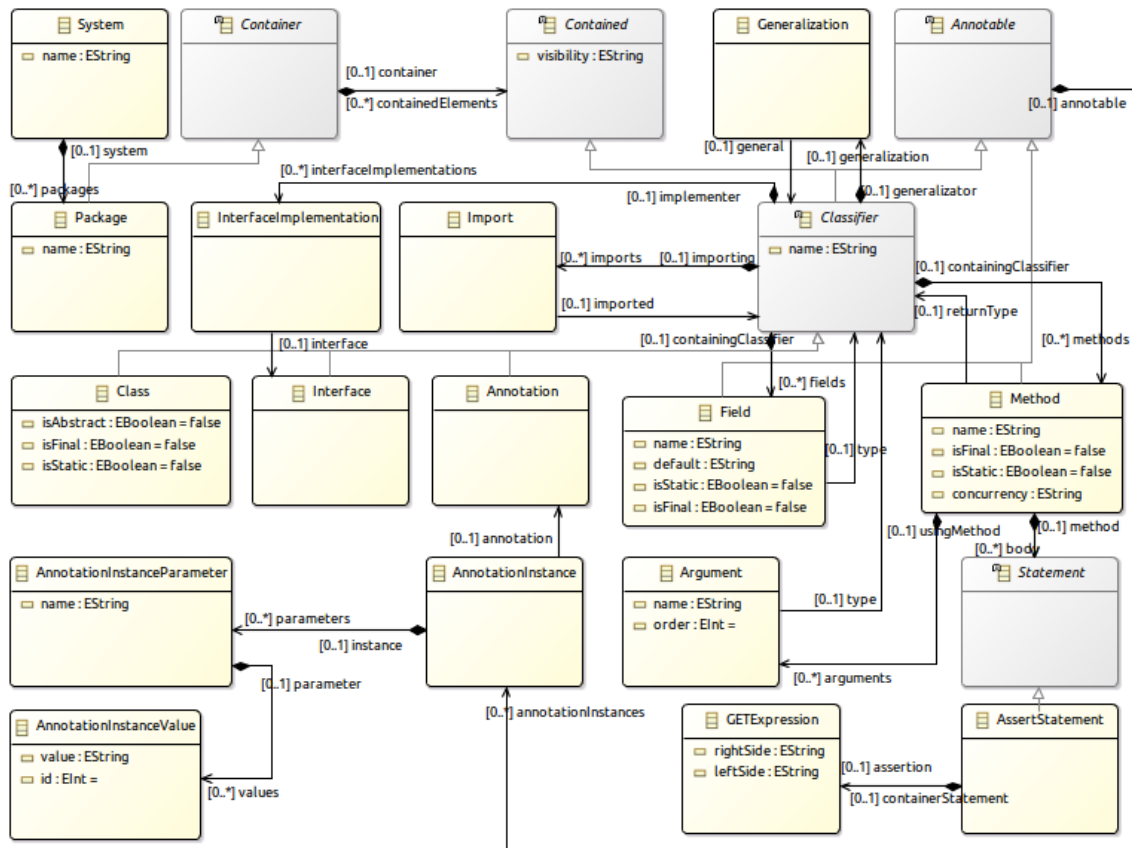 System
name : EString
Container
Contained
visibility : EString
Generalization
Annotable
[0..1] container
[0..*] containedElements
[0..1] annotable
[0..1] system
[0..*] packages
[0..1] general
[0..1] generalization
[0..1] generalizator
[0..*] interfaceImplementations
[0..1] implementer
Package
name : EString
InterfaceImplementation
Import
Classifier
name : EString
[0..*] imports
[0..1] importing
[0..1] imported
[0..1] containingClassifier
[0..1] returnType
[0..*] methods
[0..1] interface
[0..1] containingClassifier
[0..*] fields
Class
isAbstract : EBoolean = false
isFinal : EBoolean = false
isStatic : EBoolean = false
Interface
Annotation
Field
name : EString
default : EString
isStatic : EBoolean = false
isFinal : EBoolean = false
[0..1] type
Method
name : EString
isFinal : EBoolean = false
isStatic : EBoolean = false
concurrency : EString
[0..1] annotation
[0..1] usingMethod
[0..1] method
[0..*] body
AnnotationInstanceParameter
name : EString
[0..*] parameters
[0..1] instance
AnnotationInstance
Argument
name : EString
order : EInt =
[0..1] type
Statement
[0..1] parameter
[0..*] arguments
[0..*] annotationInstances
AnnotationInstanceValue
value : EString
id : EInt =
[0..*] values
GETExpression
rightSide : EString
leftSide : EString
[0..1] assertion
[0..1] containerStatement
AssertStatement